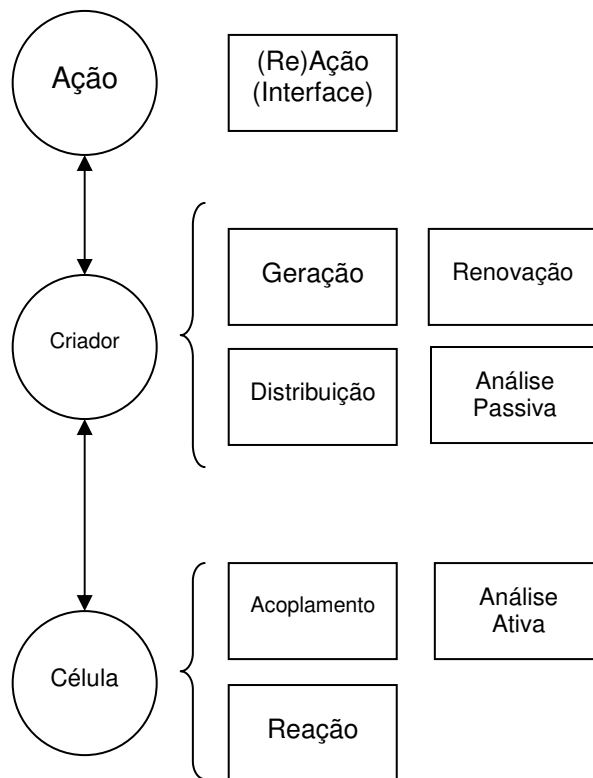 Ação
(Re)Ação
(Interface)
Criador
Geração
Renovação
Distribuição
Análise
Passiva
Célula
Acoplamento
Análise
Ativa
Reação